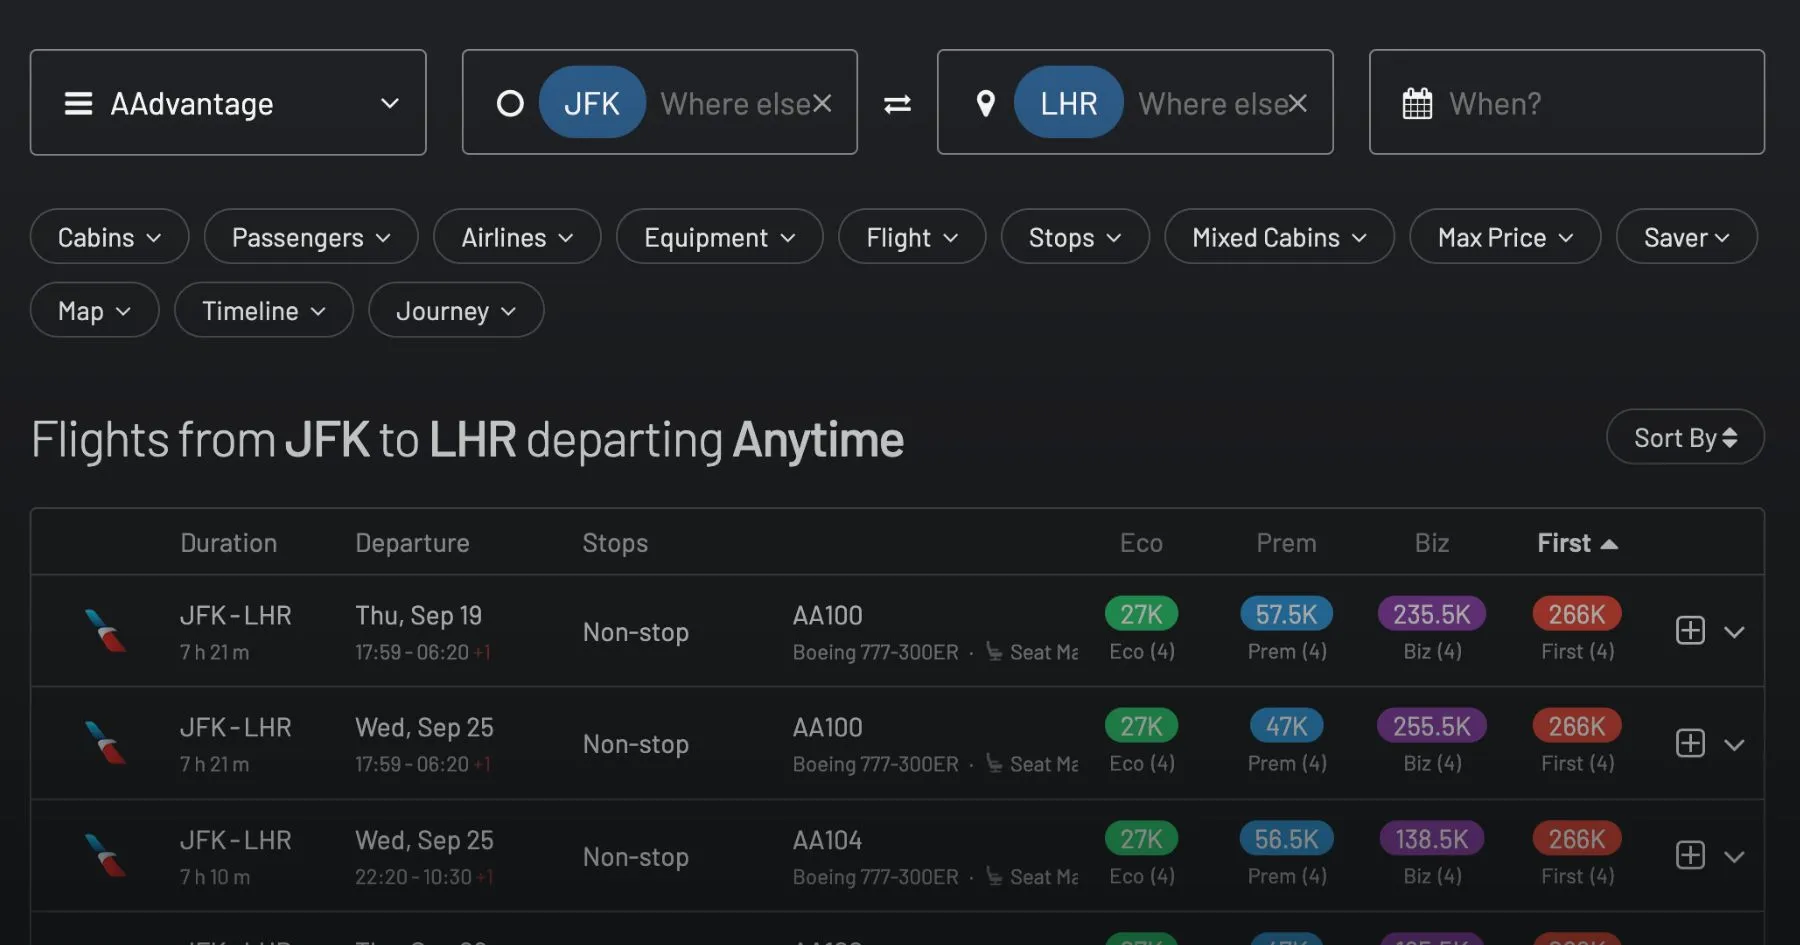 AAdvantage JFK Where else LHR Where else When?
Cabins Passengers Airlines Equipment Flight Stops Mixed Cabins Max Price Saver
Map Timeline Journey
Flights from JFK to LHR departing Anytime Sort By
Duration Departure Stops Eco Prem Biz First
JFK - LHR Thu, Sep 19 Non-stop AA100 27K 57.5K 235.5K 266K
7 h 21 m 17:59 - 06:20 +1 Boeing 777-300ER · Seat Ma Eco (4) Prem (4) Biz (4) First (4)
JFK - LHR Wed, Sep 25 Non-stop AA100 27K 47K 255.5K 266K
7 h 21 m 17:59 - 06:20 +1 Boeing 777-300ER · Seat Ma Eco (4) Prem (4) Biz (4) First (4)
JFK - LHR Wed, Sep 25 Non-stop AA104 27K 56.5K 138.5K 266K
7 h 10 m 22:20 - 10:30 +1 Boeing 777-300ER · Seat Ma Eco (4) Prem (4) Biz (4) First (4)